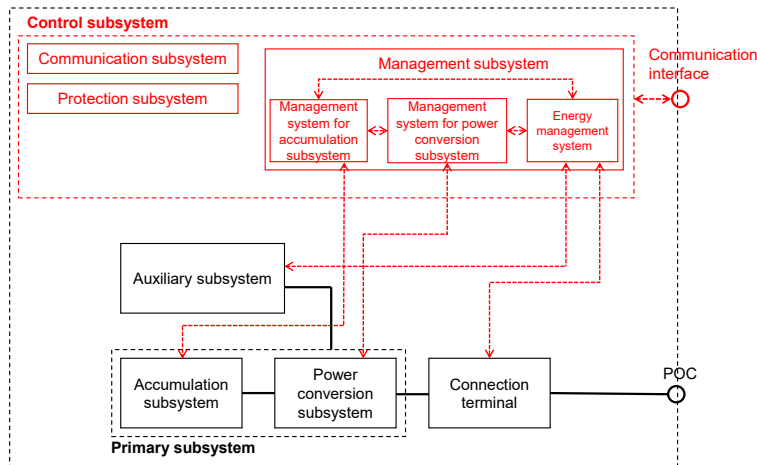 Control subsystem
Communication subsystem
Protection subsystem
Management subsystem
Management
system for
accumulation
subsystem
Management
system for power
conversion
subsystem
Energy
management
system
Communication
interface
Auxiliary subsystem
Accumulation
subsystem
Power
conversion
subsystem
Connection
terminal
POC
Primary subsystem